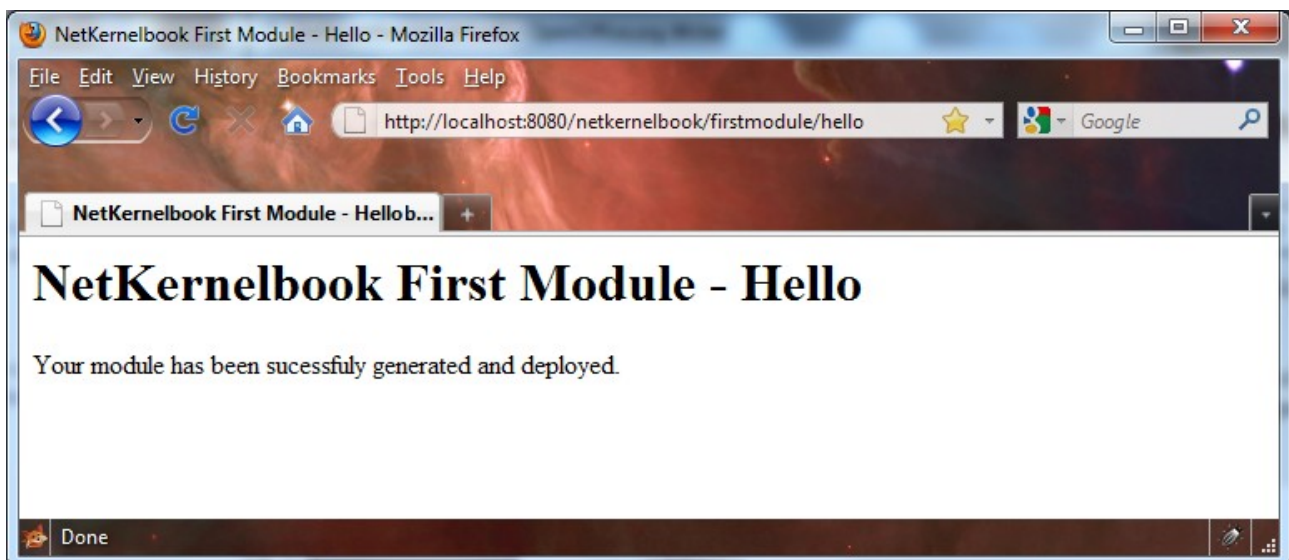 NetKernelbook First Module - Hello - Mozilla Firefox
File Edit View History Bookmarks Tools Help
http://localhost:8080/netkernelbook/firstmodule/hello
Google
NetKernelbook First Module - Hellob...
NetKernelbook First Module - Hello
Your module has been sucessfuly generated and deployed.
Done